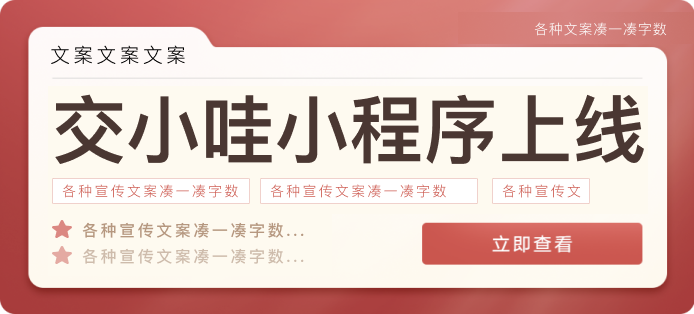 各种文案凑一凑字数
文案文案文案
交小哇小程序上线
各种宣传文案凑一凑字数 各种宣传文案凑一凑字数 各种宣传文
各种宣传文案凑一凑字数...
各种宣传文案凑一凑字数...
立即查看